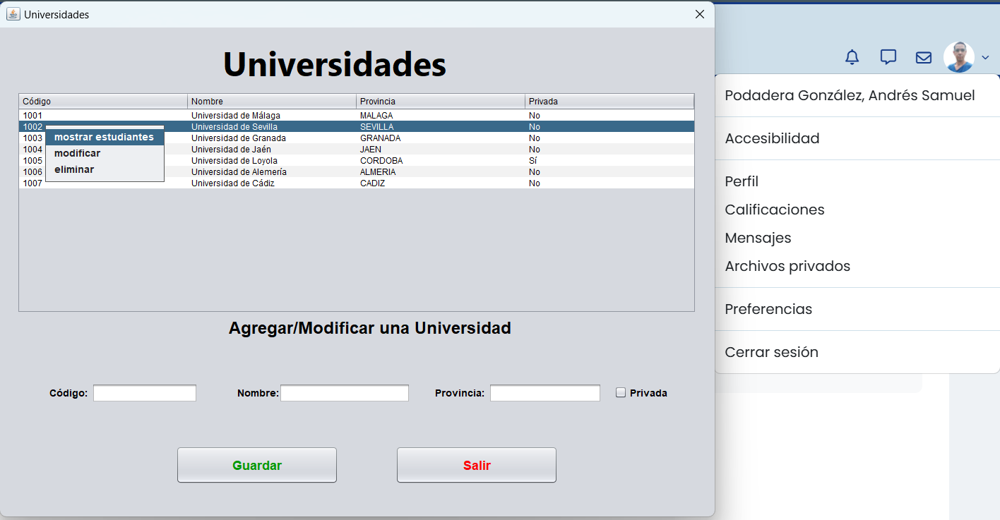 Universidades
Universidades
Código Nombre Provincia Privada
1001 Universidad de Málaga MALAGA No
1002 Universidad de Sevilla SEVILLA No
1003 Universidad de Granada GRANADA No
1004 Universidad de Jaén JAEN No
1005 Universidad de Loyola CORDOBA Sí
1006 Universidad de Alemería ALMERIA No
1007 Universidad de Cádiz CADIZ No
mostrar estudiantes
modificar
eliminar
Agregar/Modificar una Universidad
Código: Nombre: Provincia: Privada
Guardar Salir
Podadera González, Andrés Samuel
Accesibilidad
Perfil
Calificaciones
Mensajes
Archivos privados
Preferencias
Cerrar sesión